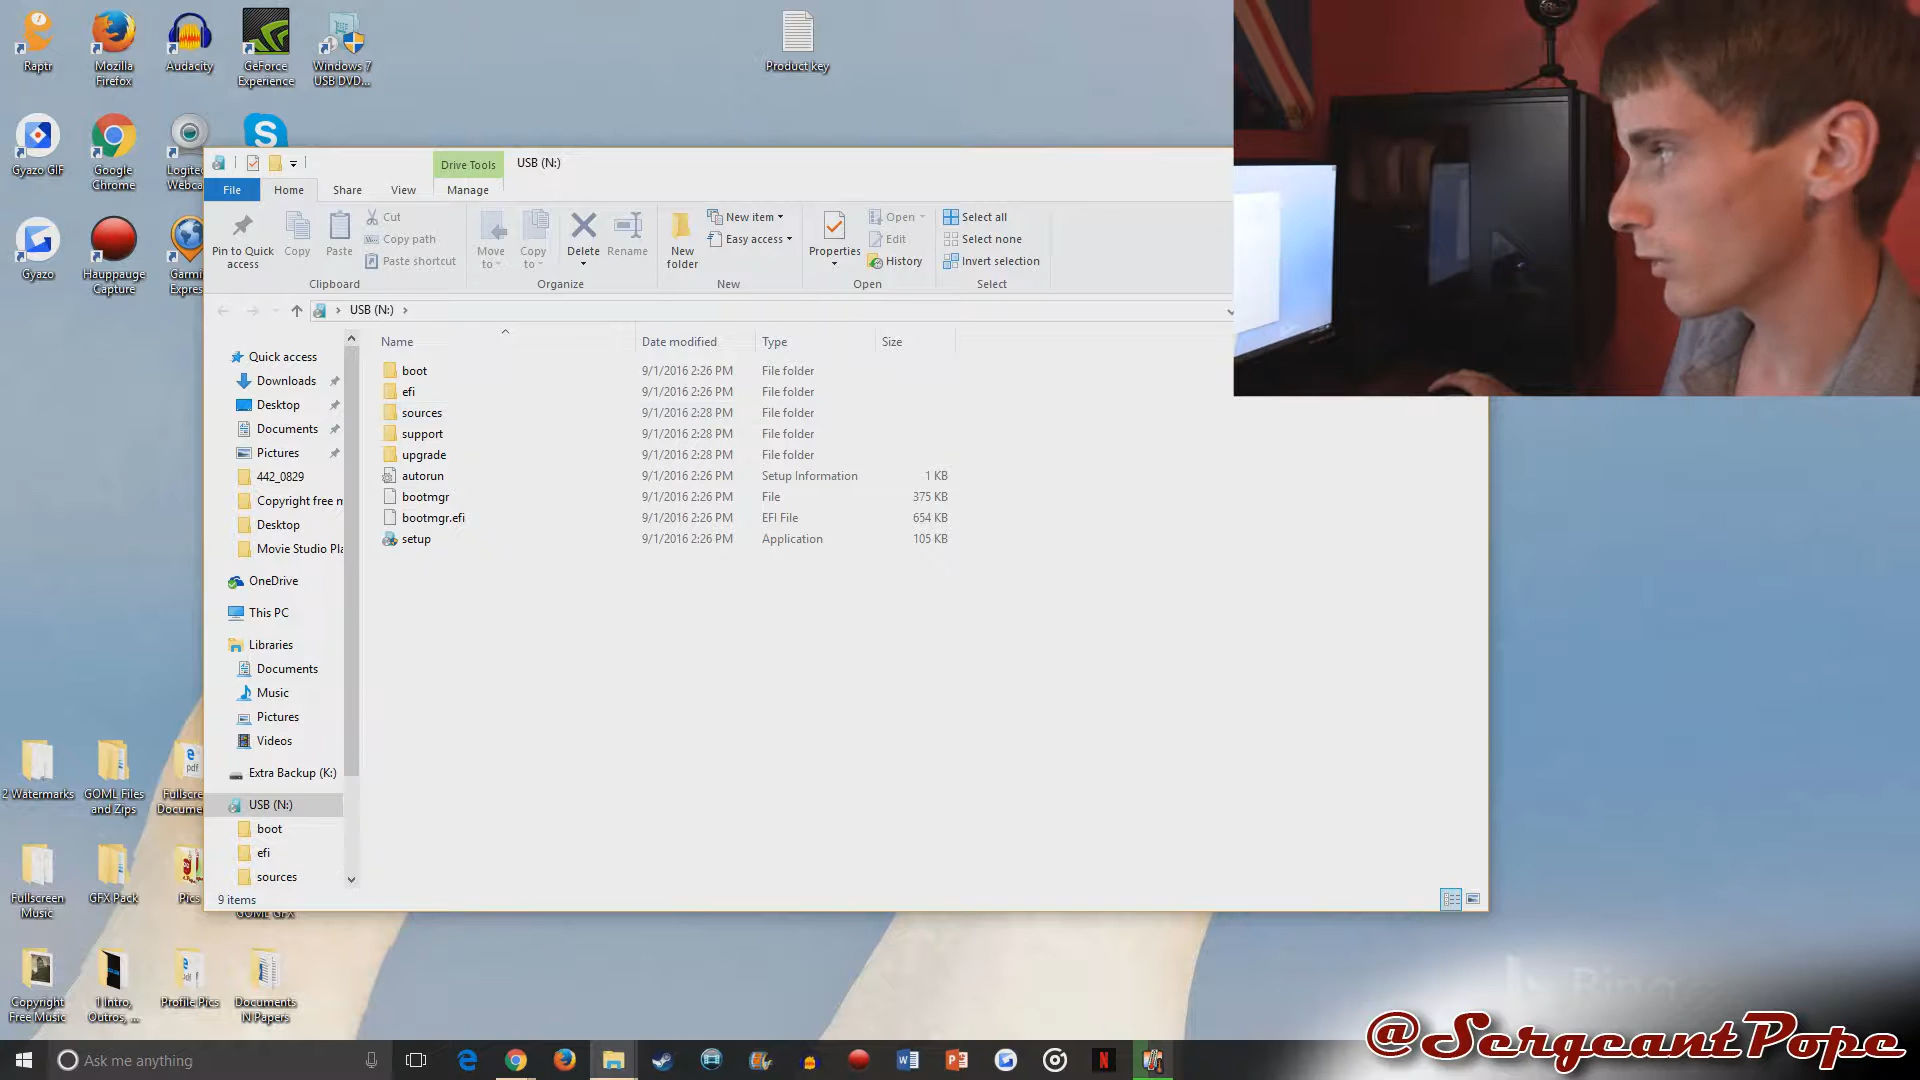 Raptr
Mozilla
Firefox
Audacity
GeForce
Experience
Windows 7
USB DVD...
Product key
Gyazo GIF
Google
Chrome
Logitec
Webca
Gyazo
Hauppauge
Capture
Garmi
Expres
Drive Tools
USB (N:)
File
Home
Share
View
Manage
Pin to Quick
access
Copy
Paste
Cut
Copy path
Paste shortcut
Clipboard
Move
to
Copy
to
Delete
Rename
Organize
New
folder
New item
Easy access
New
Properties
Open
Edit
History
Open
Select all
Select none
Invert selection
Select
USB (N:)
Name
Date modified
Type
Size
boot 9/1/2016 2:26 PM File folder
efi 9/1/2016 2:26 PM File folder
sources 9/1/2016 2:28 PM File folder
support 9/1/2016 2:28 PM File folder
upgrade 9/1/2016 2:28 PM File folder
autorun 9/1/2016 2:26 PM Setup Information 1 KB
bootmgr 9/1/2016 2:26 PM File 375 KB
bootmgr.efi 9/1/2016 2:26 PM EFI File 654 KB
setup 9/1/2016 2:26 PM Application 105 KB
Quick access
Downloads
Desktop
Documents
Pictures
442_0829
Copyright free m
Desktop
Movie Studio Pla
OneDrive
This PC
Libraries
Documents
Music
Pictures
Videos
Extra Backup (K:)
USB (N:)
boot
efi
sources
9 items
2 Watermarks
GOML Files
and Zips
Fullscre
Docume
Fullscreen
Music
GFX Pack
Pics
GOML GFX
Copyright
Free Music
1 Intro,
Outros, ...
Profile Pics
Documents
N Papers
Bing
@SergeantPope
Ask me anything